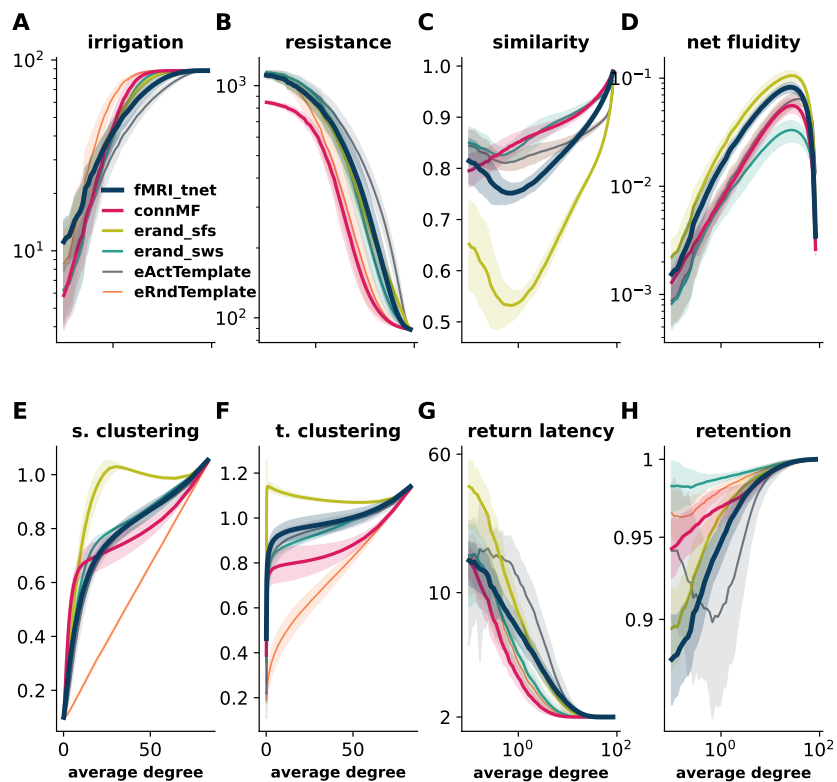 A
irrigation
10²
10¹
fMRI_tnet
connMF
erand_sfs
erand_sws
eActTemplate
eRndTemplate
B
resistance
10³
10²
C
similarity
1.0
0.9
0.8
0.7
0.6
0.5
D
net fluidity
10⁻¹
10⁻²
10⁻³
E
s. clustering
1.0
0.8
0.6
0.4
0.2
0
50
average degree
F
t. clustering
1.2
1.0
0.8
0.6
0.4
0.2
0
50
average degree
G
return latency
60
10
2
10⁰
10²
average degree
H
retention
1
0.95
0.9
10⁰
10²
average degree